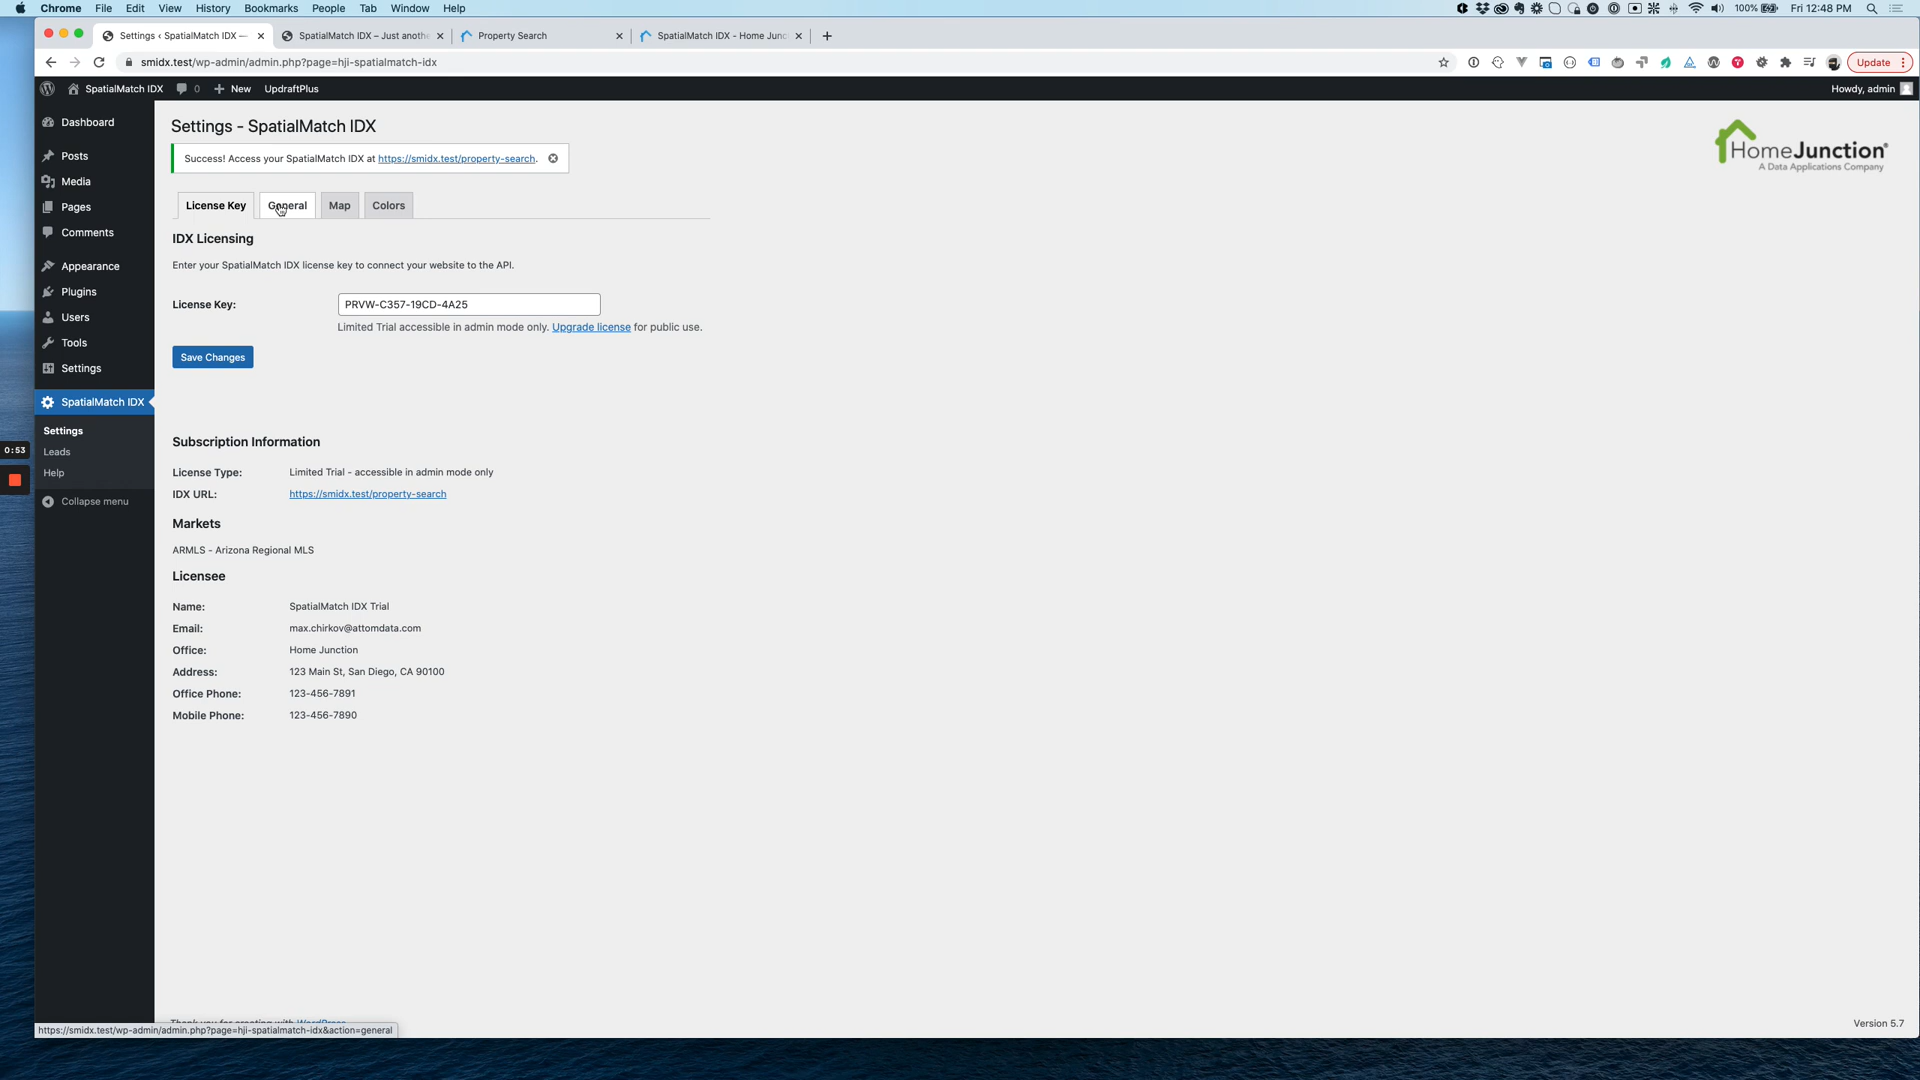 Chrome File Edit View History Bookmarks People Tab Window Help 100% Fri 12:48 PM
Settings ‹ SpatialMatch IDX —
SpatialMatch IDX – Just anothe
Property Search
SpatialMatch IDX - Home Junc
smidx.test/wp-admin/admin.php?page=hji-spatialmatch-idx
Update
SpatialMatch IDX 0 New UpdraftPlus
Howdy, admin
Dashboard
Posts
Media
Pages
Comments
Appearance
Plugins
Users
Tools
Settings
SpatialMatch IDX
Settings
Leads
Help
Collapse menu
0:53
Settings - SpatialMatch IDX
Success! Access your SpatialMatch IDX at https://smidx.test/property-search.
HomeJunction®
A Data Applications Company
License Key General Map Colors
IDX Licensing
Enter your SpatialMatch IDX license key to connect your website to the API.
License Key: PRVW-C357-19CD-4A25
Limited Trial accessible in admin mode only. Upgrade license for public use.
Save Changes
Subscription Information
License Type: Limited Trial - accessible in admin mode only
IDX URL: https://smidx.test/property-search
Markets
ARMLS - Arizona Regional MLS
Licensee
Name: SpatialMatch IDX Trial
Email: max.chirkov@attomdata.com
Office: Home Junction
Address: 123 Main St, San Diego, CA 90100
Office Phone: 123-456-7891
Mobile Phone: 123-456-7890
Thank you for creating with WordPress
https://smidx.test/wp-admin/admin.php?page=hji-spatialmatch-idx&action=general
Version 5.7